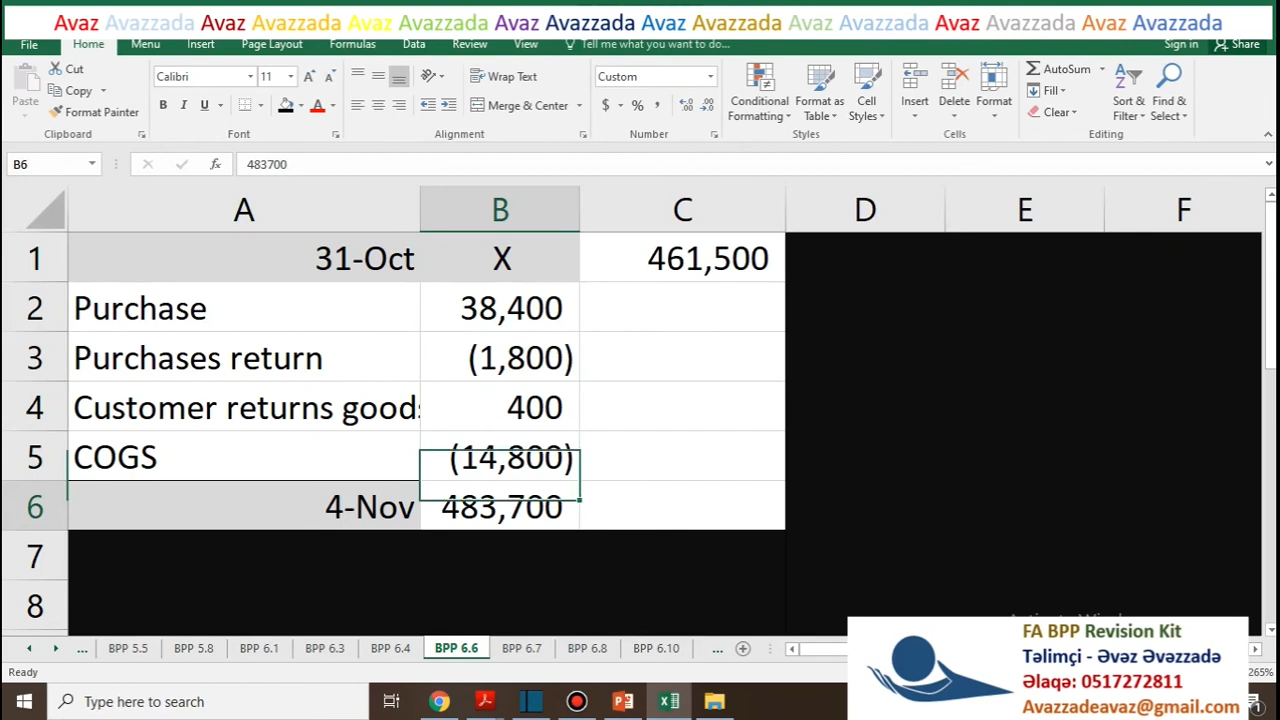 Avaz Avazzada Avaz Avazzada Avaz Avazzada Avaz Avazzada Avaz Avazzada Avaz Avazzada Avaz Avazzada Avaz Avazzada
File Home Menu Insert Page Layout Formulas Data Review View Tell me what you want to do... Sign in Share
Paste
Cut
Copy
Format Painter
Clipboard
Calibri 11
B I U
Font
Wrap Text
Merge & Center
Alignment
Custom
$ % ,
Number
Conditional Formatting
Format as Table
Cell Styles
Styles
Insert
Delete
Format
Cells
AutoSum
Fill
Clear
Sort & Filter
Find & Select
Editing
B6 fx 483700
A B C D E F
1 31-Oct X 461,500
2 Purchase 38,400
3 Purchases return (1,800)
4 Customer returns goods 400
5 COGS (14,800)
6 4-Nov 483,700
7
8
... BPP 5.5 BPP 5.8 BPP 6.1 BPP 6.3 BPP 6.4 BPP 6.6 BPP 6.7 BPP 6.8 BPP 6.10 ...
Ready 265%
Type here to search
FA BPP Revision Kit
Təlimçi - Əvəz Əvəzzadə
Əlaqə: 0517272811
Avazzadeavaz@gmail.com